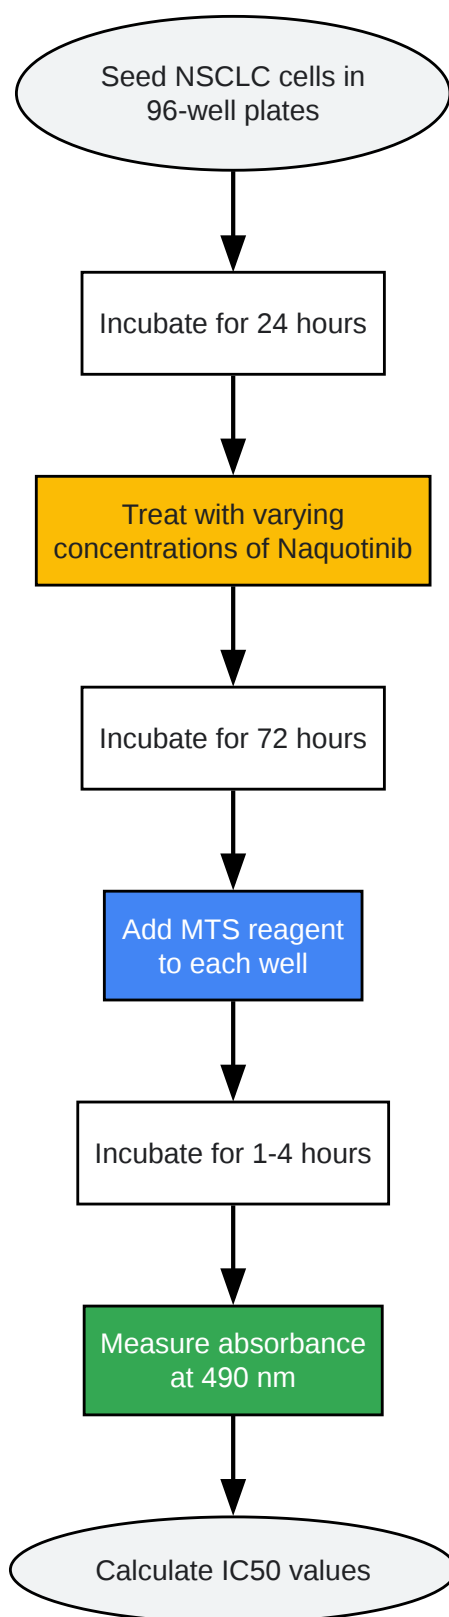 Seed NSCLC cells in
96-well plates
Incubate for 24 hours
Treat with varying
concentrations of Naquotinib
Incubate for 72 hours
Add MTS reagent
to each well
Incubate for 1-4 hours
Measure absorbance
at 490 nm
Calculate IC50 values